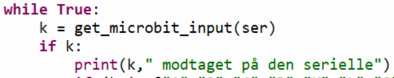 while True:
    k = get_microbit_input(ser)
    if k:
        print(k," modtaget på den serielle")